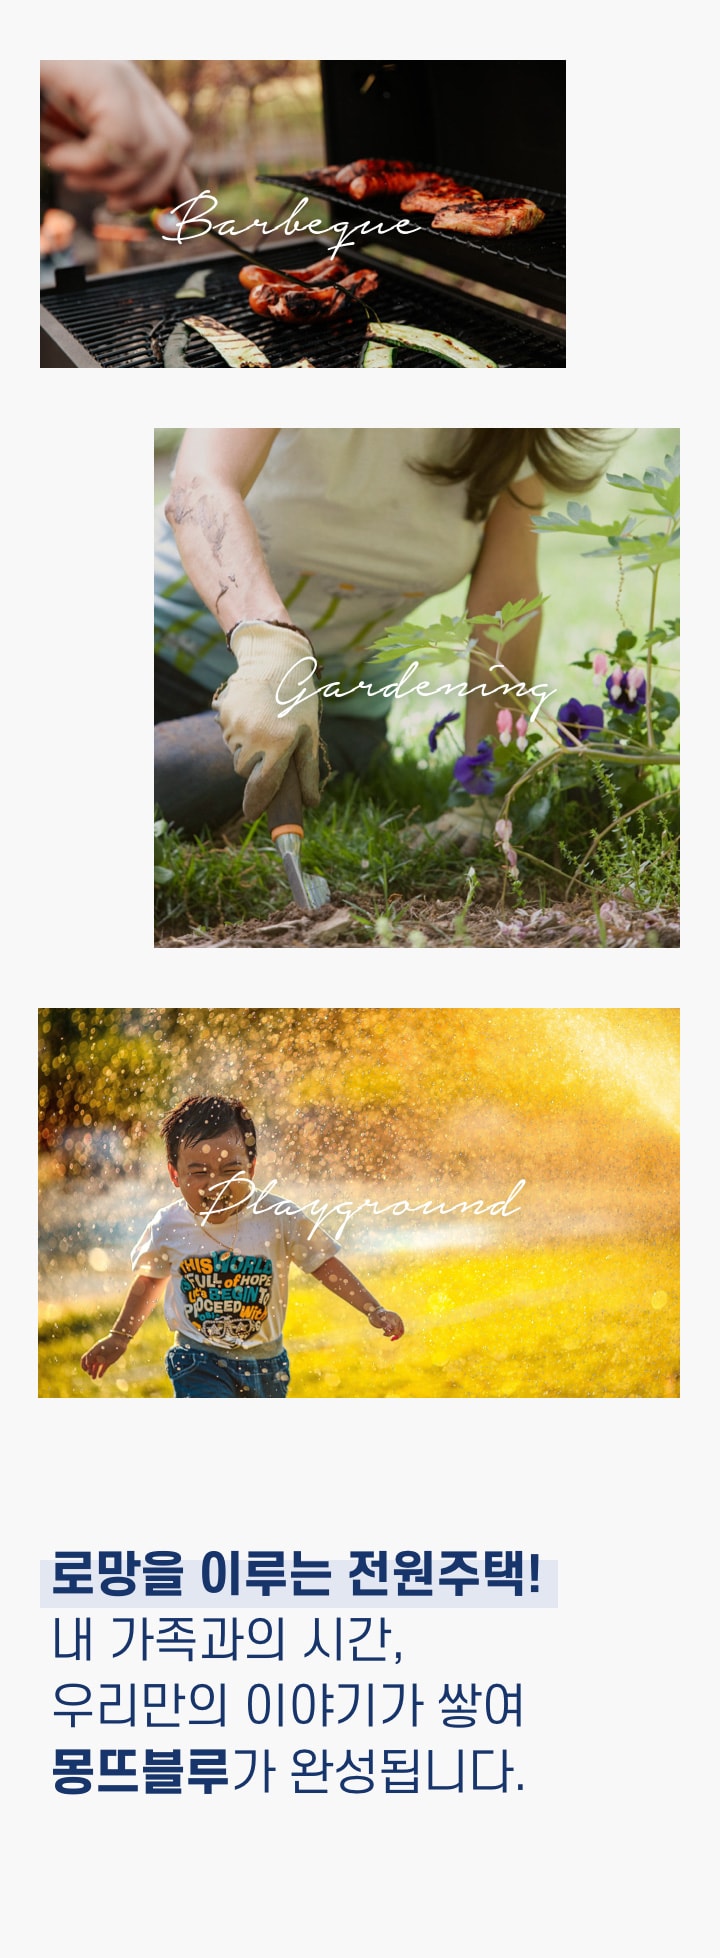 Barbeque
Gardening
Playground
THIS WORLD
FULL of HOPE
Let's BEGIN TO
PROCEED With
로망을 이루는 전원주택!
내 가족과의 시간,
우리만의 이야기가 쌓여
몽뜨블루가 완성됩니다.